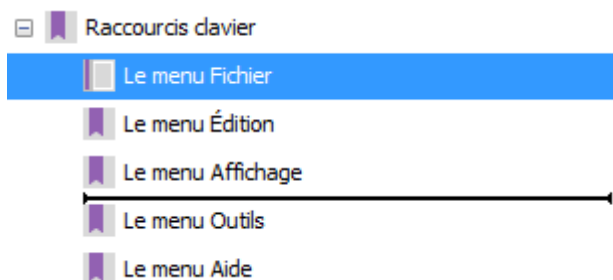 Raccourcis clavier
Le menu Fichier
Le menu Édition
Le menu Affichage
Le menu Outils
Le menu Aide